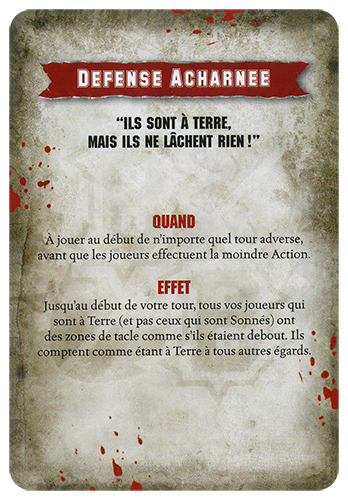 DEFENSE ACHARNEE
“ILS SONT À TERRE,
MAIS ILS NE LÂCHENT RIEN !”
QUAND
À jouer au début de n’importe quel tour adverse,
avant que les joueurs effectuent la moindre Action.
EFFET
Jusqu’au début de votre tour, tous vos joueurs qui
sont à Terre (et pas ceux qui sont Sonnés) ont
des zones de tacle comme s’ils étaient debout. Ils
comptent comme étant à Terre à tous autres égards.